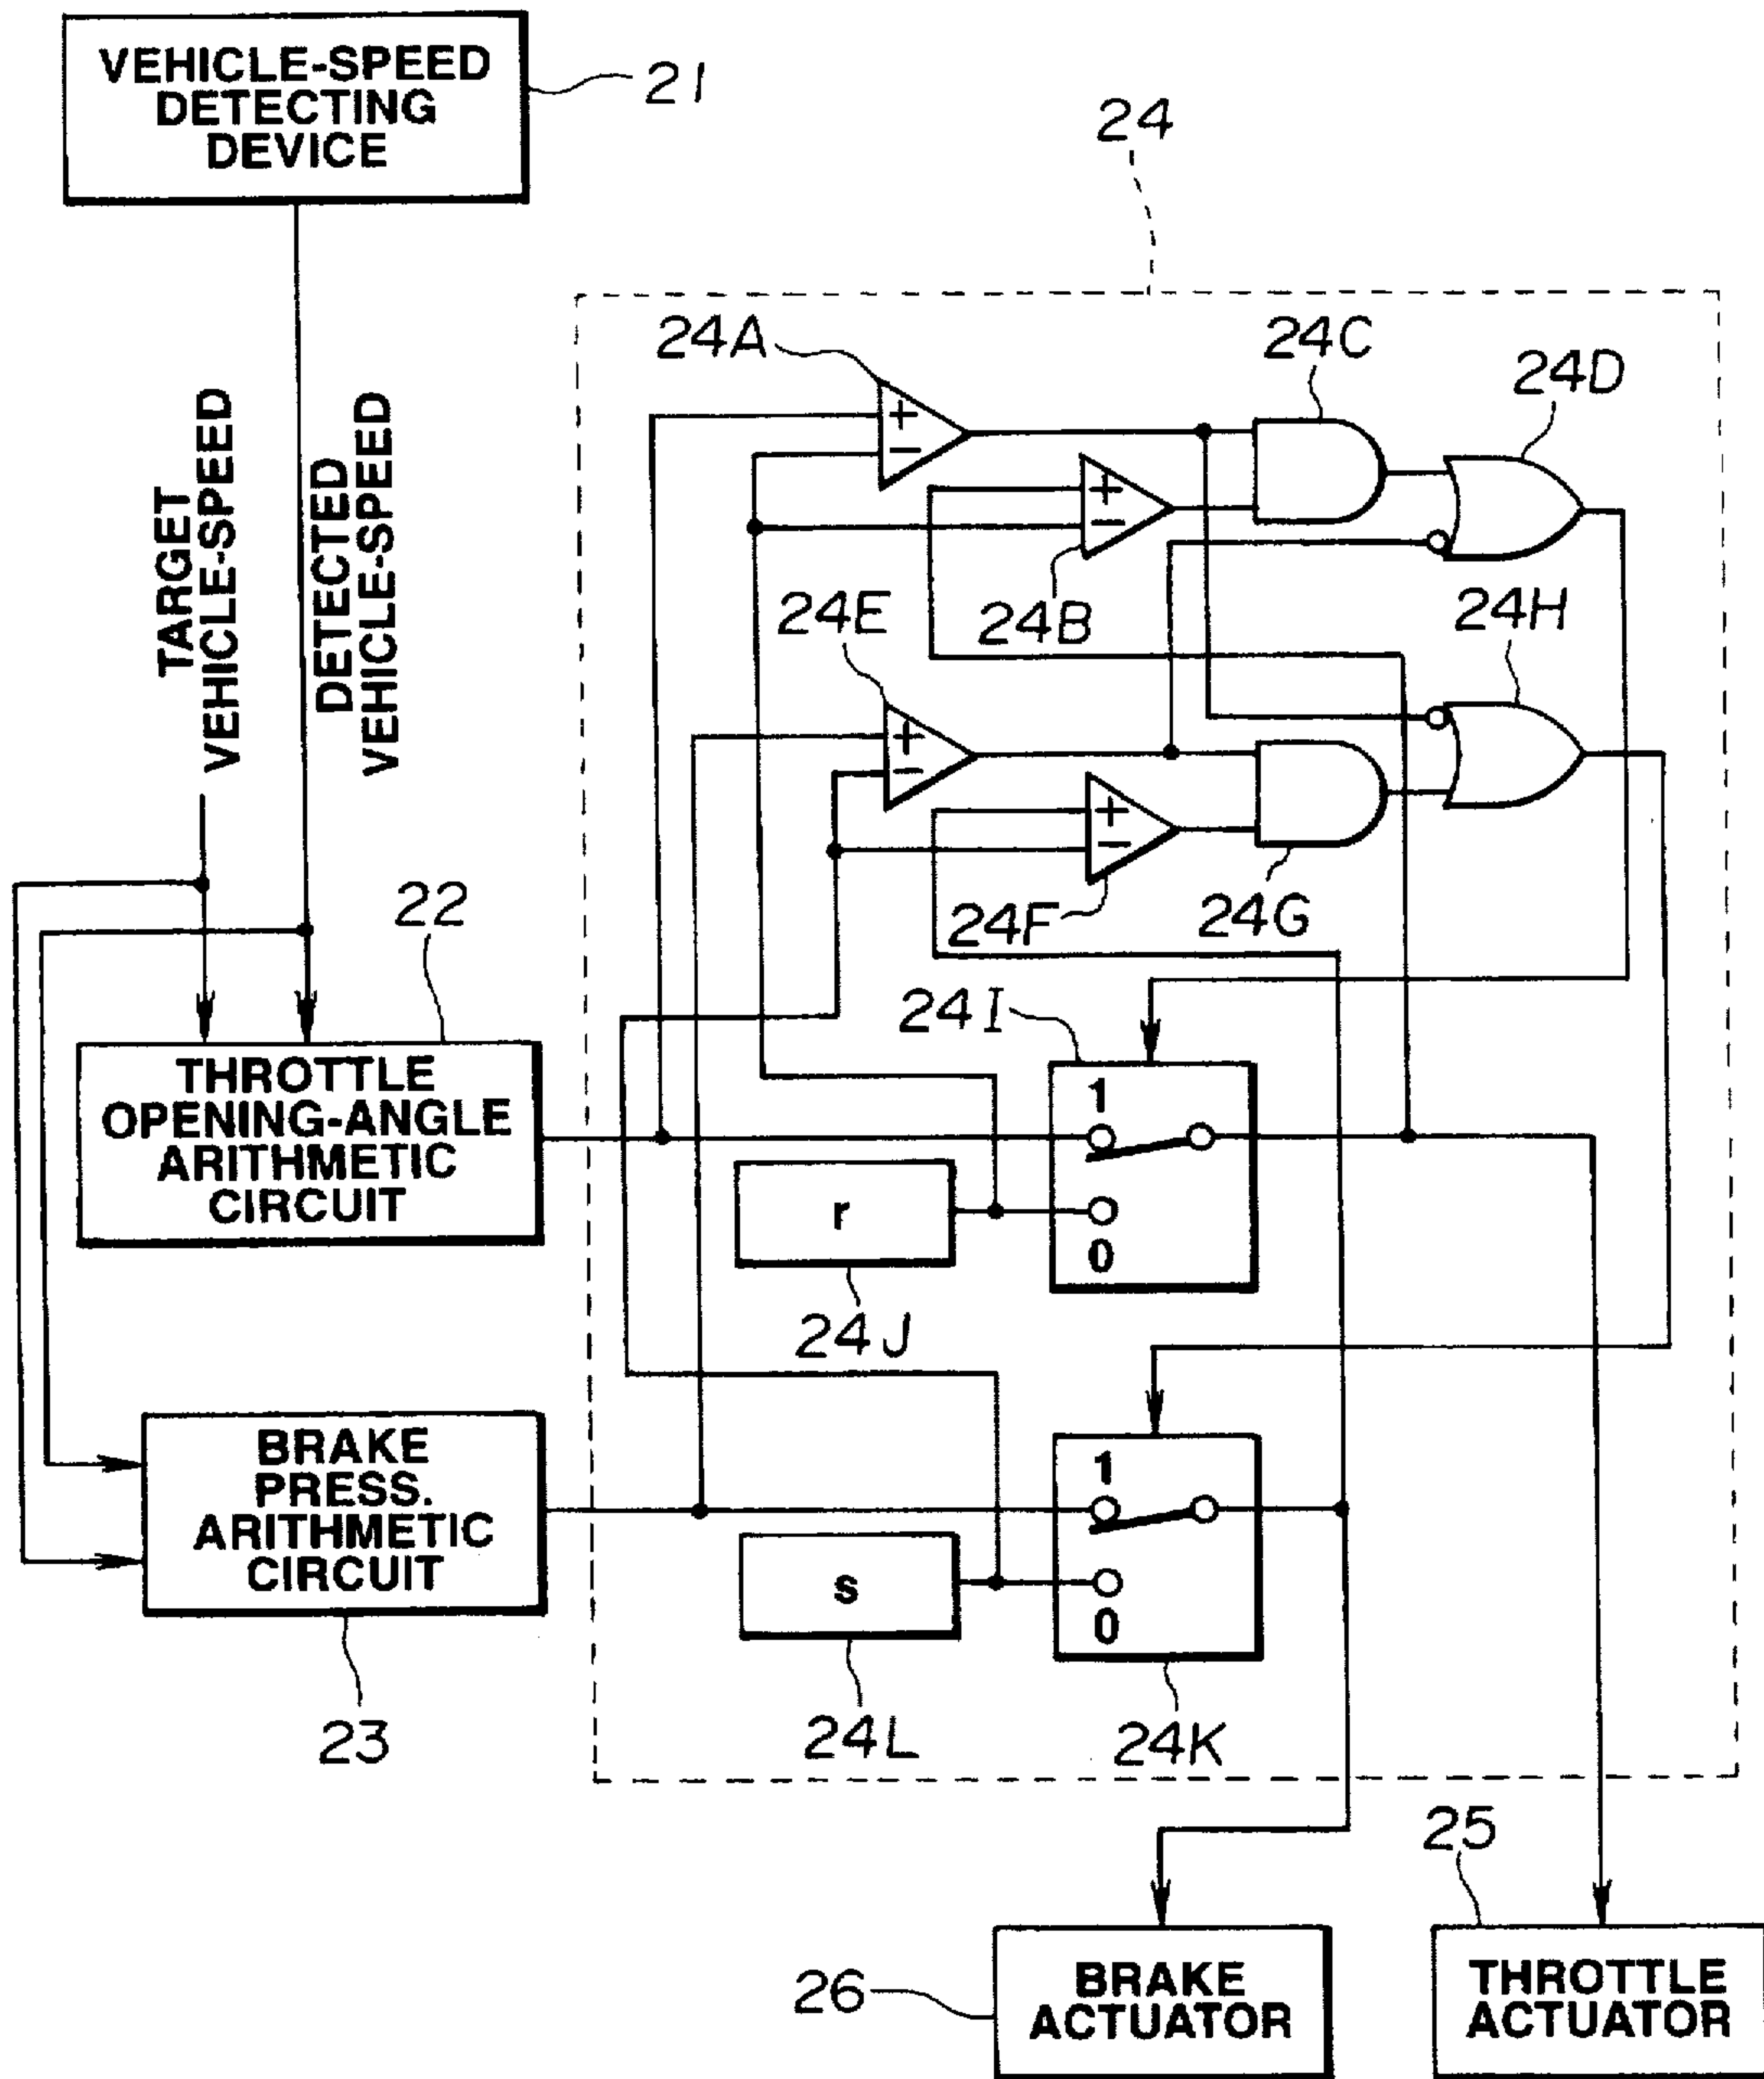 VEHICLE-SPEED
DETECTING
DEVICE
21
24
TARGET
VEHICLE-SPEED
DETECTED
VEHICLE-SPEED
24A
+
−
24C
24D
+
−
24B
24E
24H
+
−
+
−
24F
24G
22
THROTTLE
OPENING-ANGLE
ARITHMETIC
CIRCUIT
24I
1
0
r
24J
BRAKE
PRESS.
ARITHMETIC
CIRCUIT
23
1
0
s
24L
24K
25
26
BRAKE
ACTUATOR
THROTTLE
ACTUATOR